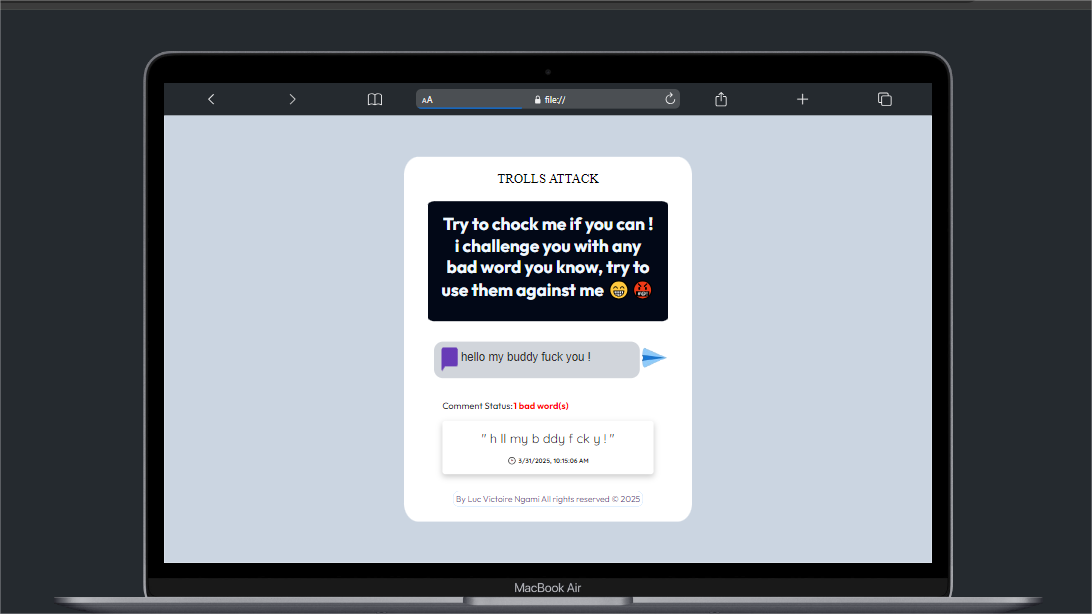 AA file://
TROLLS ATTACK
Try to chock me if you can !
i challenge you with any
bad word you know, try to
use them against me 😁 🤬
hello my buddy fuck you !
Comment Status:1 bad word(s)
" h ll my b ddy f ck y ! "
3/31/2025, 10:15:06 AM
By Luc Victoire Ngami All rights reserved © 2025
MacBook Air